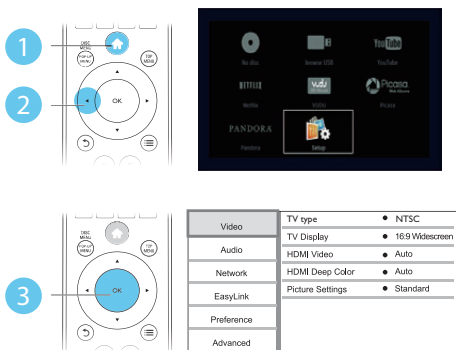 1
DISC
MENU
POP-UP
MENU
TOP
MENU
2
OK
No disc
browse USB
You Tube
YouTube
NETFLIX
Netflix
vudu
VUDU
Picasa
Picasa
PANDORA
Pandora
Setup
DISC
MENU
POP-UP
MENU
TOP
MENU
3
OK
Video
Audio
Network
EasyLink
Preference
Advanced
TV type • NTSC
TV Display • 16:9 Widescreen
HDMI Video • Auto
HDMI Deep Color • Auto
Picture Settings • Standard